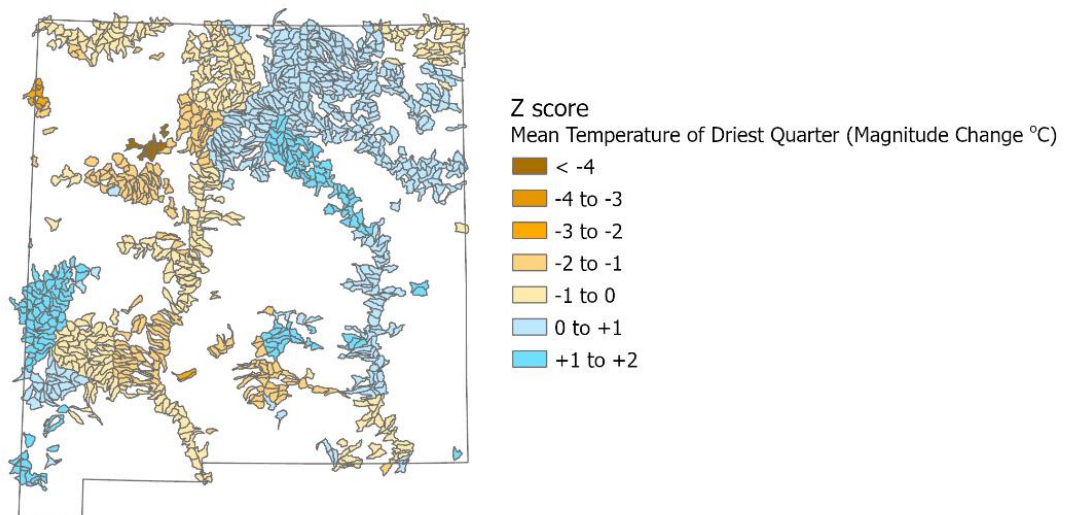 Z score
Mean Temperature of Driest Quarter (Magnitude Change °C)
< -4
-4 to -3
-3 to -2
-2 to -1
-1 to 0
0 to +1
+1 to +2